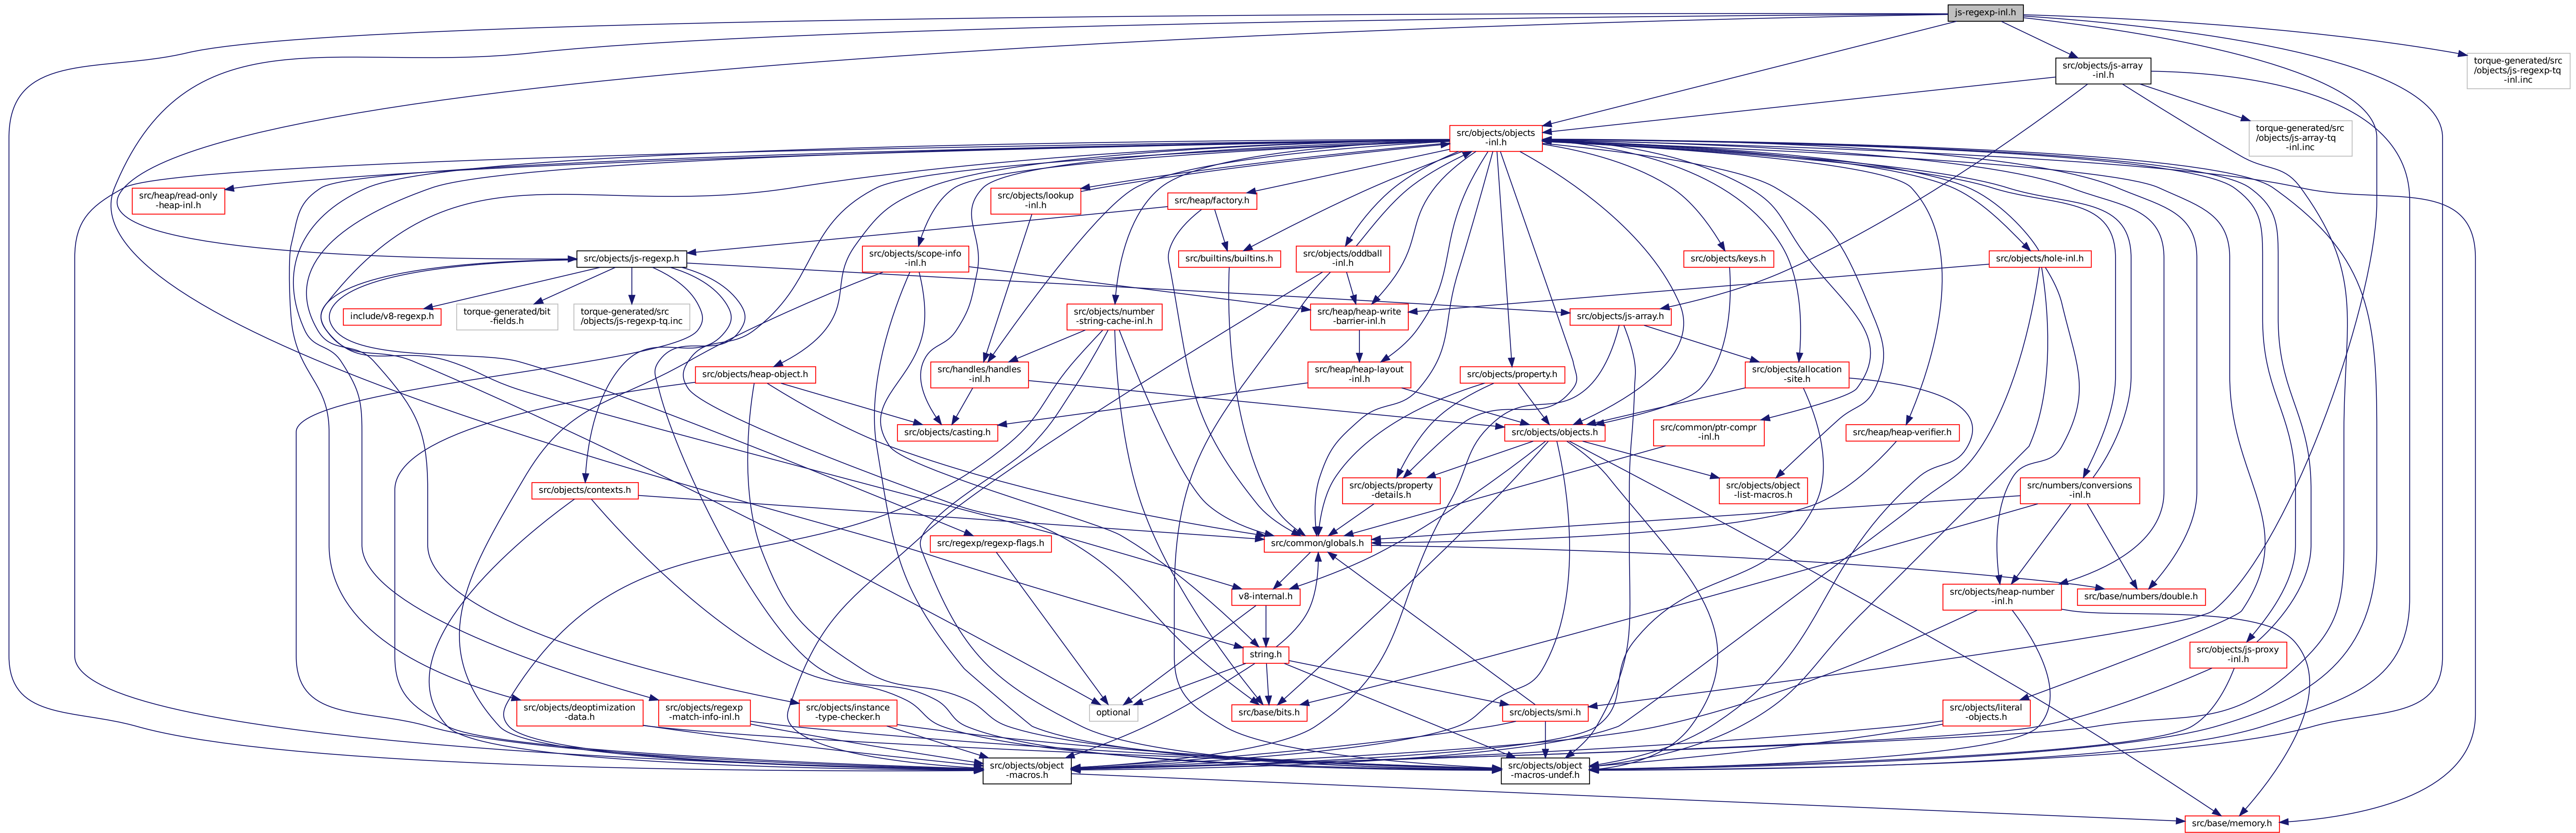 js-regexp-inl.h
torque-generated/src
/objects/js-regexp-tq
-inl.inc
src/objects/js-array
-inl.h
src/objects/objects
-inl.h
torque-generated/src
/objects/js-array-tq
-inl.inc
src/heap/read-only
-heap-inl.h
src/objects/lookup
-inl.h
src/heap/factory.h
src/objects/js-regexp.h
src/objects/scope-info
-inl.h
src/builtins/builtins.h
src/objects/oddball
-inl.h
src/objects/keys.h
src/objects/hole-inl.h
include/v8-regexp.h
torque-generated/bit
-fields.h
torque-generated/src
/objects/js-regexp-tq.inc
src/objects/number
-string-cache-inl.h
src/heap/heap-write
-barrier-inl.h
src/objects/js-array.h
src/objects/heap-object.h
src/handles/handles
-inl.h
src/heap/heap-layout
-inl.h
src/objects/property.h
src/objects/allocation
-site.h
src/objects/casting.h
src/objects/objects.h
src/common/ptr-compr
-inl.h
src/heap/heap-verifier.h
src/objects/contexts.h
src/objects/property
-details.h
src/objects/object
-list-macros.h
src/numbers/conversions
-inl.h
src/regexp/regexp-flags.h
src/common/globals.h
v8-internal.h
src/objects/heap-number
-inl.h
src/base/numbers/double.h
string.h
src/objects/js-proxy
-inl.h
src/objects/deoptimization
-data.h
src/objects/regexp
-match-info-inl.h
src/objects/instance
-type-checker.h
optional
src/base/bits.h
src/objects/smi.h
src/objects/literal
-objects.h
src/objects/object
-macros.h
src/objects/object
-macros-undef.h
src/base/memory.h